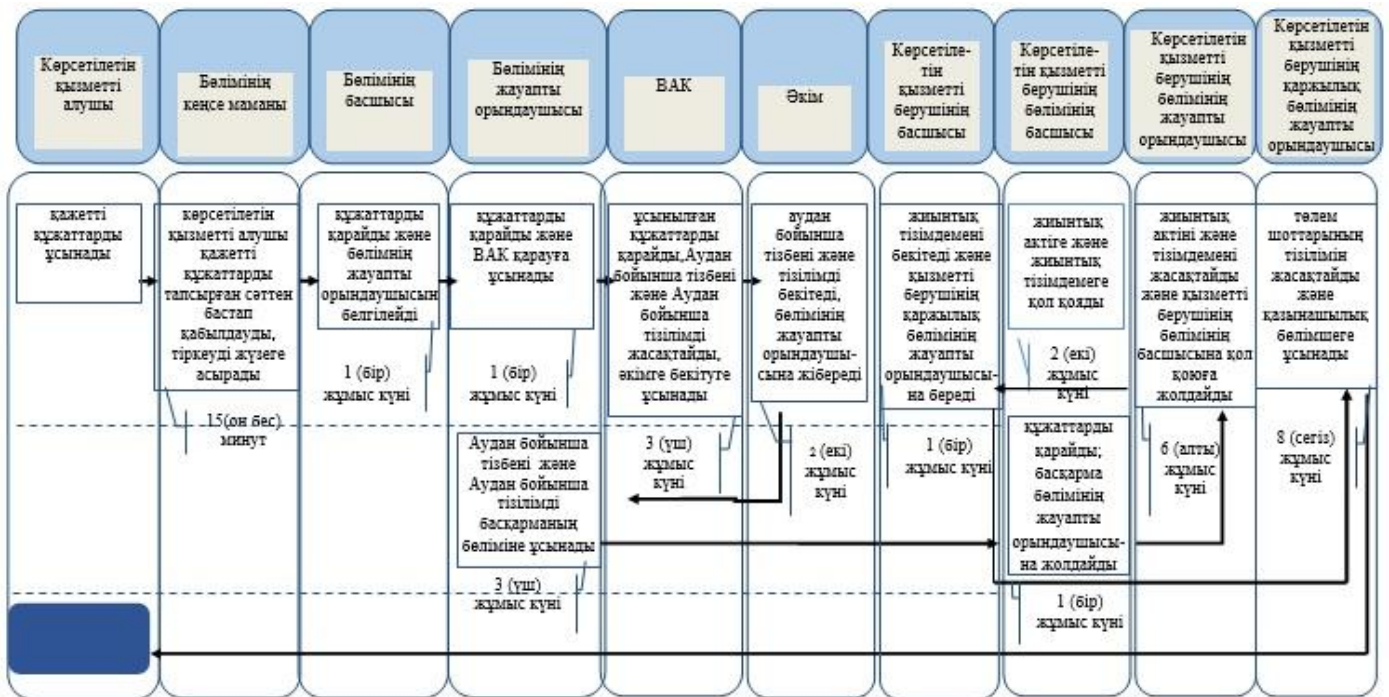 Көрсетілетін
қызметті
алушы
Бөлімінің
кеңсе маманы
Бөлімінің
басшысы
Бөлімінің
жауапты
орындаушысы
ВАК
Әкім
Көрсетіле-
тін
қызметті
берушінің
басшысы
Көрсетіле-
тін қызметті
берушінің
бөлімінің
басшысы
Көрсетілетін
қызметті
берушінің
бөлімінің
жауапты
орындаушысы
Көрсетілетін
қызметті
берушінің
қаржылық
бөлімінің
жауапты
орындаушысы
қажетті
құжаттарды
ұсынады
көрсетілетін
қызметті алушы
қажетті
құжаттарды
тапсырған сәттен
бастап
қабылдауды,
тіркеуді жүзеге
асырады
15(он бес)
минут
құжаттарды
қарайды және
бөлімнің
жауапты
орындаушысын
белгілейді
1 (бір)
жұмыс күні
құжаттарды
қарайды және
ВАК қарауға
ұсынады
1 (бір)
жұмыс күні
Аудан бойынша
тізбені және
Аудан бойынша
тізілімді
басқарманың
бөліміне ұсынады
3 (үш)
жұмыс күні
ұсынылған
құжаттарды
қарайды,Аудан
бойынша тізбені
және Аудан
бойынша
тізілімді
жасақтайды,
әкімге бекітуге
ұсынады
3 (үш)
жұмыс
күні
аудан
бойынша
тізбені және
тізілімді
бекітеді,
бөлімінің
жауапты
орындаушы-
сына жібереді
2 (екі)
жұмыс
күні
жиынтық
тізімдемені
бекітеді және
қызметті
берушінің
қаржылық
бөлімінің
жауапты
орындаушысы-
на береді
1 (бір)
жұмыс күні
жиынтық
актіге және
жиынтық
тізімдемеге
қол қояды
2 (екі)
жұмыс
күні
құжаттарды
қарайды;
басқарма
бөлімінің
жауапты
орындаушысы-
на жолдайды
1 (бір)
жұмыс күні
жиынтық
актіні және
тізімдемені
жасақтайды
және қызметті
берушінің
бөлімінің
басшысына қол
қоюға
жолдайды
6 (алты)
жұмыс
күні
төлем
шоттарының
тізілімін
жасақтайды
және
қазынашылық
бөлімшеге
ұсынады
8 (сегіз)
жұмыс
күні